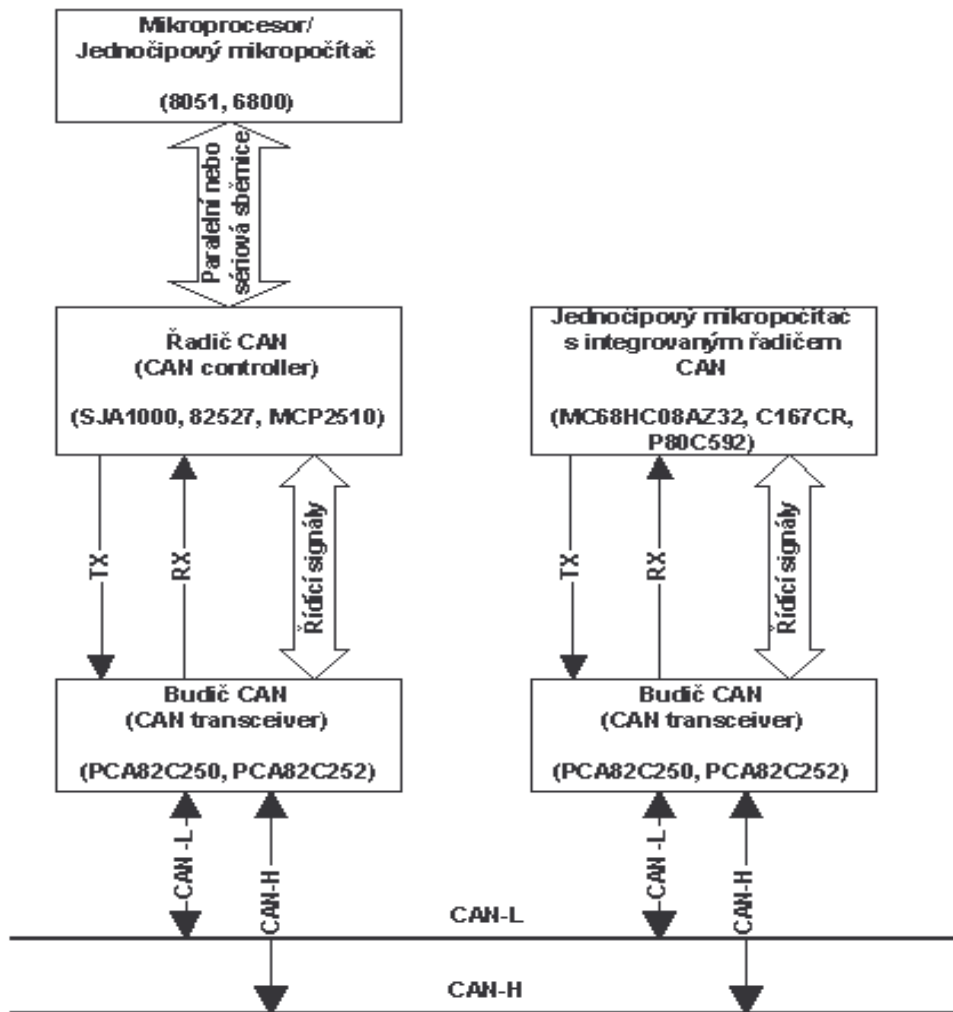 Mikroprocesor/
Jednočipový mikropočítač
(8051, 6800)
Paralelní nebo
sériová sběrnice
Řadič CAN
(CAN controller)
(SJA1000, 82527, MCP2510)
Jednočipový mikropočítač
s integrovaným řadičem
CAN
(MC68HC08AZ32, C167CR,
P80C592)
TX
RX
Řídící signály
TX
RX
Řídící signály
Budič CAN
(CAN transceiver)
(PCA82C250, PCA82C252)
Budič CAN
(CAN transceiver)
(PCA82C250, PCA82C252)
CAN -L
CAN-H
CAN -L
CAN-H
CAN-L
CAN-H